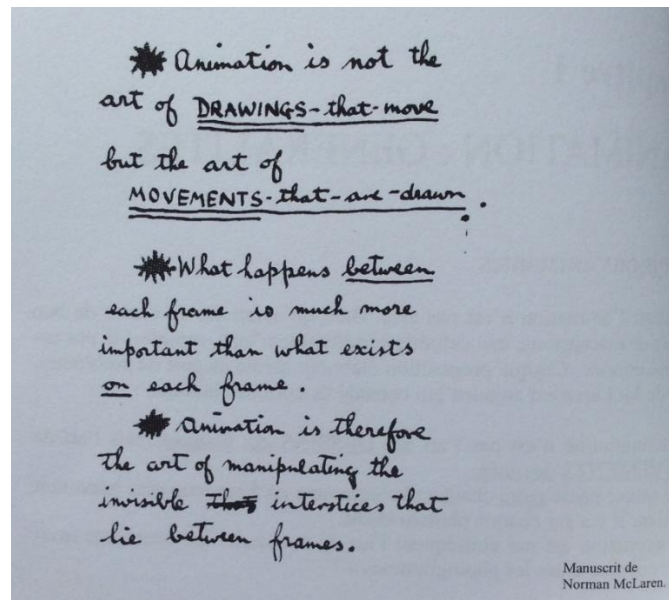 Animation is not the
art of DRAWINGS-that-move
but the art of
MOVEMENTS-that-are-drawn.
What happens between
each frame is much more
important than what exists
on each frame.
Animation is therefore
the art of manipulating the
invisible interstices that
lie between frames.
Manuscrit de
Norman McLaren.